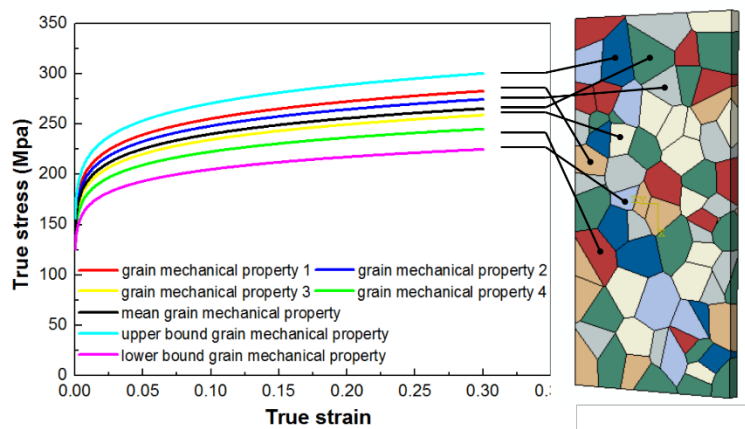 350
300
250
200
150
100
50
0
True stress (Mpa)
grain mechanical property 1
grain mechanical property 2
grain mechanical property 3
grain mechanical property 4
mean grain mechanical property
upper bound grain mechanical property
lower bound grain mechanical property
0.00 0.05 0.10 0.15 0.20 0.25 0.30
True strain